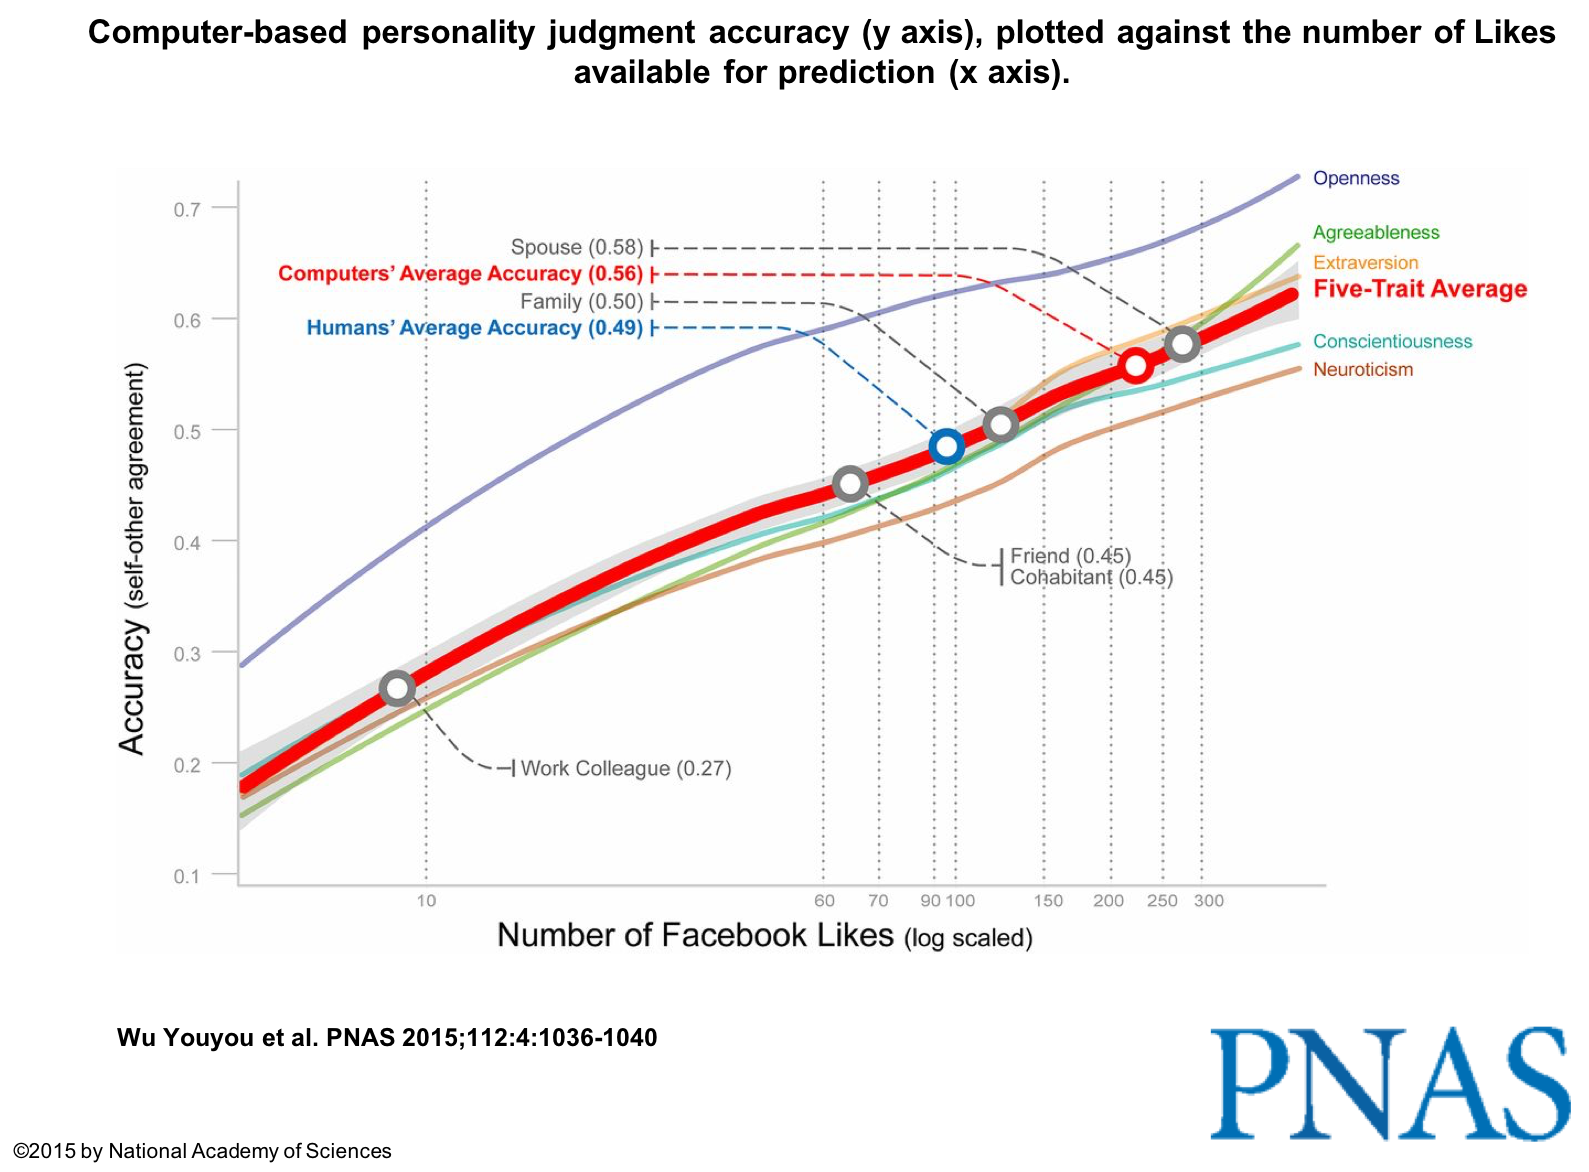 Computer-based personality judgment accuracy (y axis), plotted against the number of Likes
available for prediction (x axis).
Openness
Agreeableness
Extraversion
Five-Trait Average
Conscientiousness
Neuroticism
Spouse (0.58)
Computers' Average Accuracy (0.56)
Family (0.50)
Humans' Average Accuracy (0.49)
Friend (0.45)
Cohabitant (0.45)
Work Colleague (0.27)
Accuracy (self-other agreement)
0.7
0.6
0.5
0.4
0.3
0.2
0.1
10 60 70 90 100 150 200 250 300
Number of Facebook Likes (log scaled)
Wu Youyou et al. PNAS 2015;112:4:1036-1040
PNAS
©2015 by National Academy of Sciences